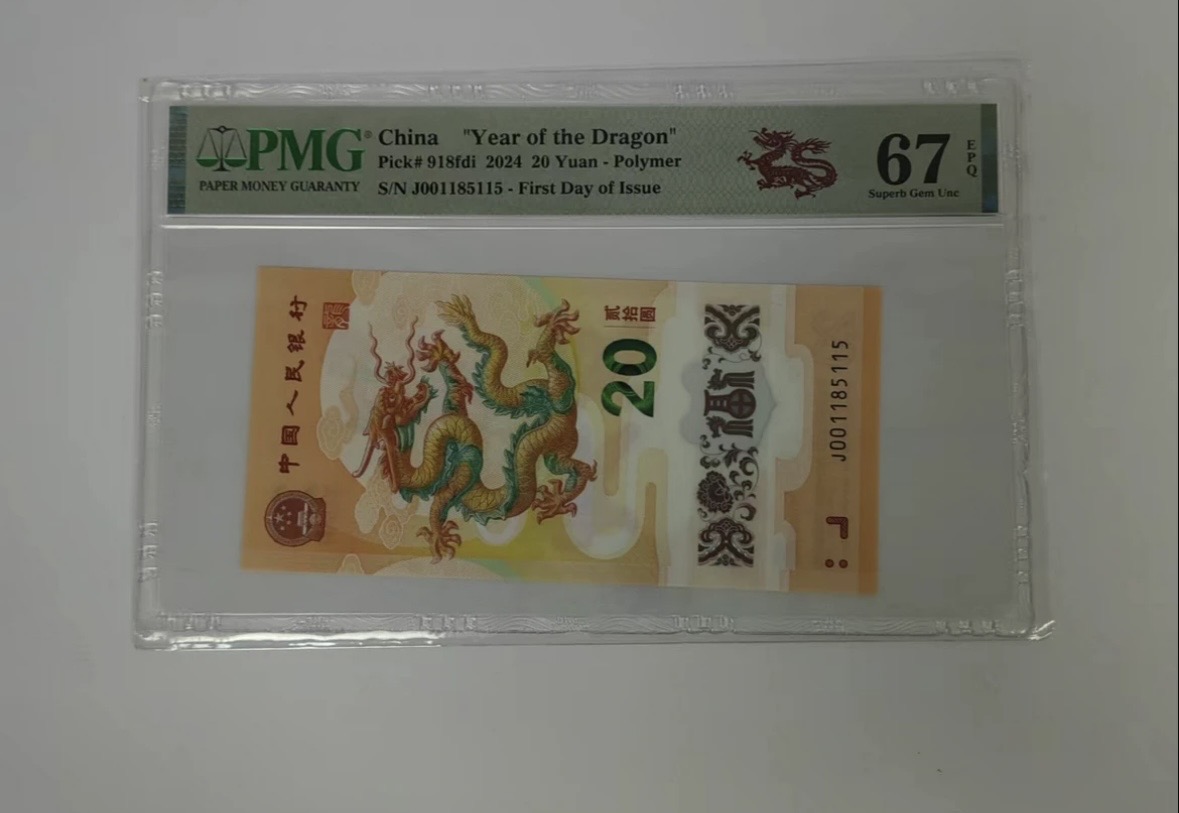 PMG®
PAPER MONEY GUARANTY
China "Year of the Dragon"
Pick# 918fdi 2024 20 Yuan - Polymer
S/N J001185115 - First Day of Issue
67
EPQ
Superb Gem Unc
中国人民银行
贰拾圆
20
J001185115